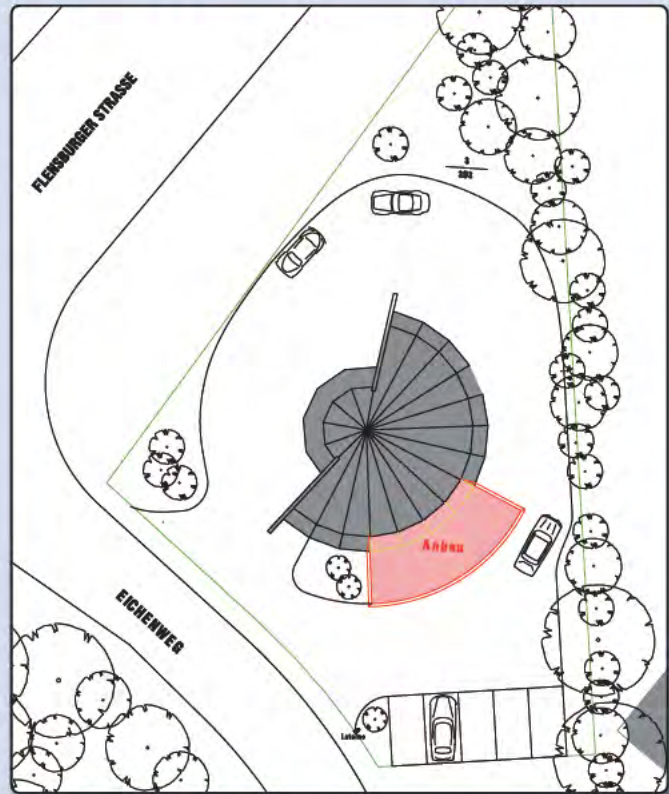 FLENSBURGER STRASSE
3
202
Anbau
EICHENWEG
Laterne